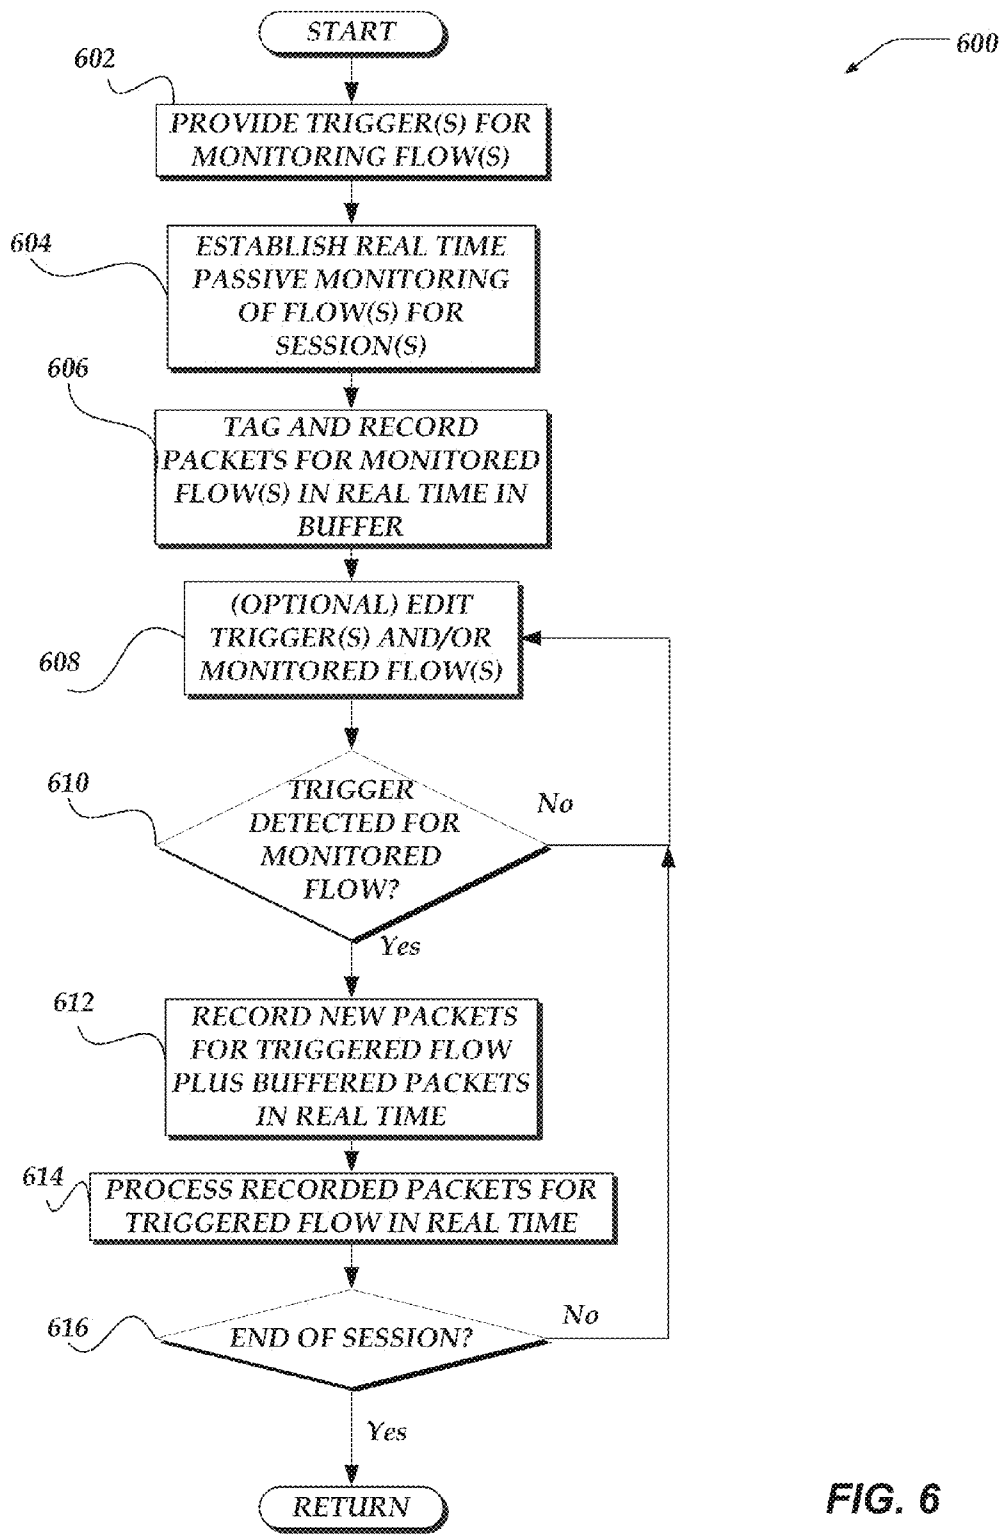 START
600
602
PROVIDE TRIGGER(S) FOR
MONITORING FLOW(S)
604
ESTABLISH REAL TIME
PASSIVE MONITORING
OF FLOW(S) FOR
SESSION(S)
606
TAG AND RECORD
PACKETS FOR MONITORED
FLOW(S) IN REAL TIME IN
BUFFER
(OPTIONAL) EDIT
TRIGGER(S) AND/OR
MONITORED FLOW(S)
608
610
TRIGGER
DETECTED FOR
MONITORED
FLOW?
No
Yes
612
RECORD NEW PACKETS
FOR TRIGGERED FLOW
PLUS BUFFERED PACKETS
IN REAL TIME
614
PROCESS RECORDED PACKETS FOR
TRIGGERED FLOW IN REAL TIME
616
END OF SESSION?
No
Yes
RETURN
FIG. 6